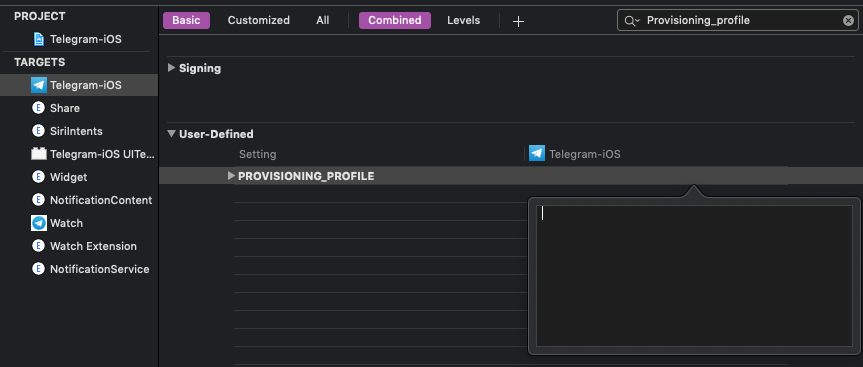 PROJECT
Telegram-iOS
TARGETS
Telegram-iOS
Share
SiriIntents
Telegram-iOS UITe...
Widget
NotificationContent
Watch
Watch Extension
NotificationService
Basic Customized All Combined Levels + Provisioning_profile
Signing
User-Defined
Setting Telegram-iOS
PROVISIONING_PROFILE